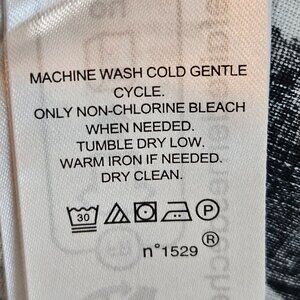 MACHINE WASH COLD GENTLE
CYCLE.
ONLY NON-CHLORINE BLEACH
WHEN NEEDED.
TUMBLE DRY LOW.
WARM IRON IF NEEDED.
DRY CLEAN.
30 P
n°1529 ®